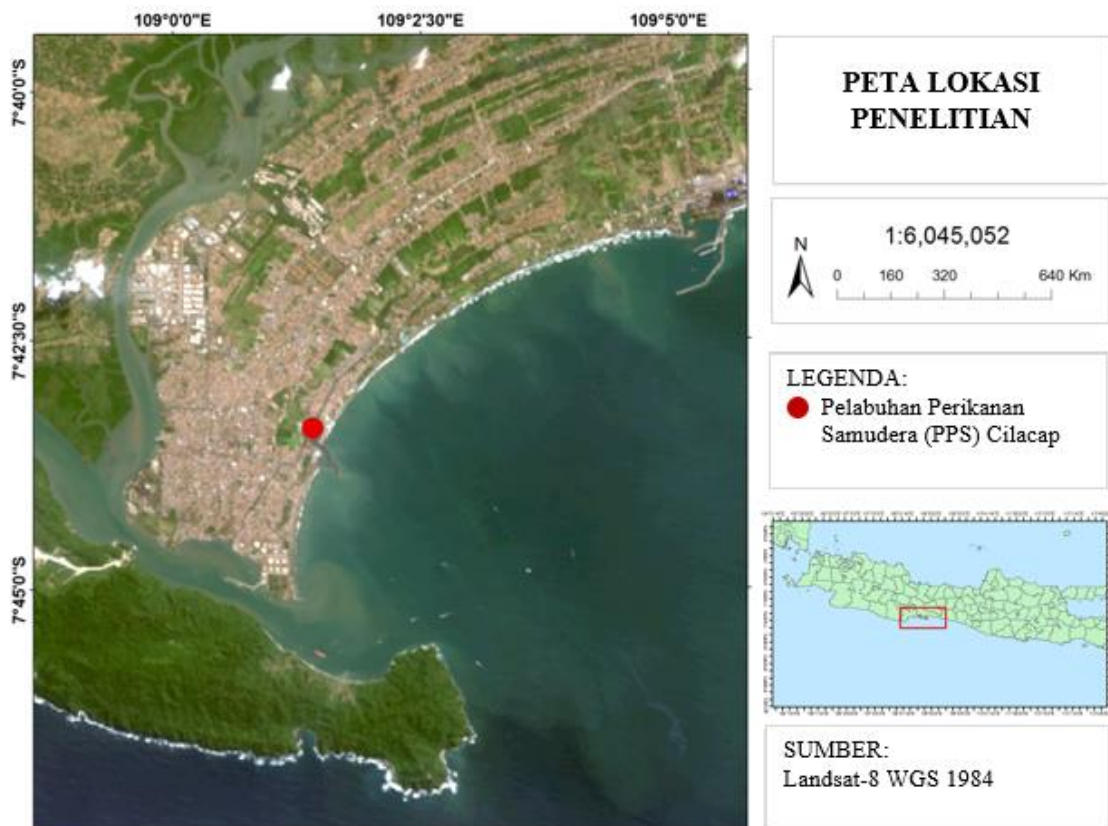 109°0'0"E 109°2'30"E 109°5'0"E
7°40'0"S
7°42'30"S
7°45'0"S
PETA LOKASI
PENELITIAN
N
1:6,045,052
0 160 320 640 Km
LEGENDA:
Pelabuhan Perikanan
Samudera (PPS) Cilacap
SUMBER:
Landsat-8 WGS 1984